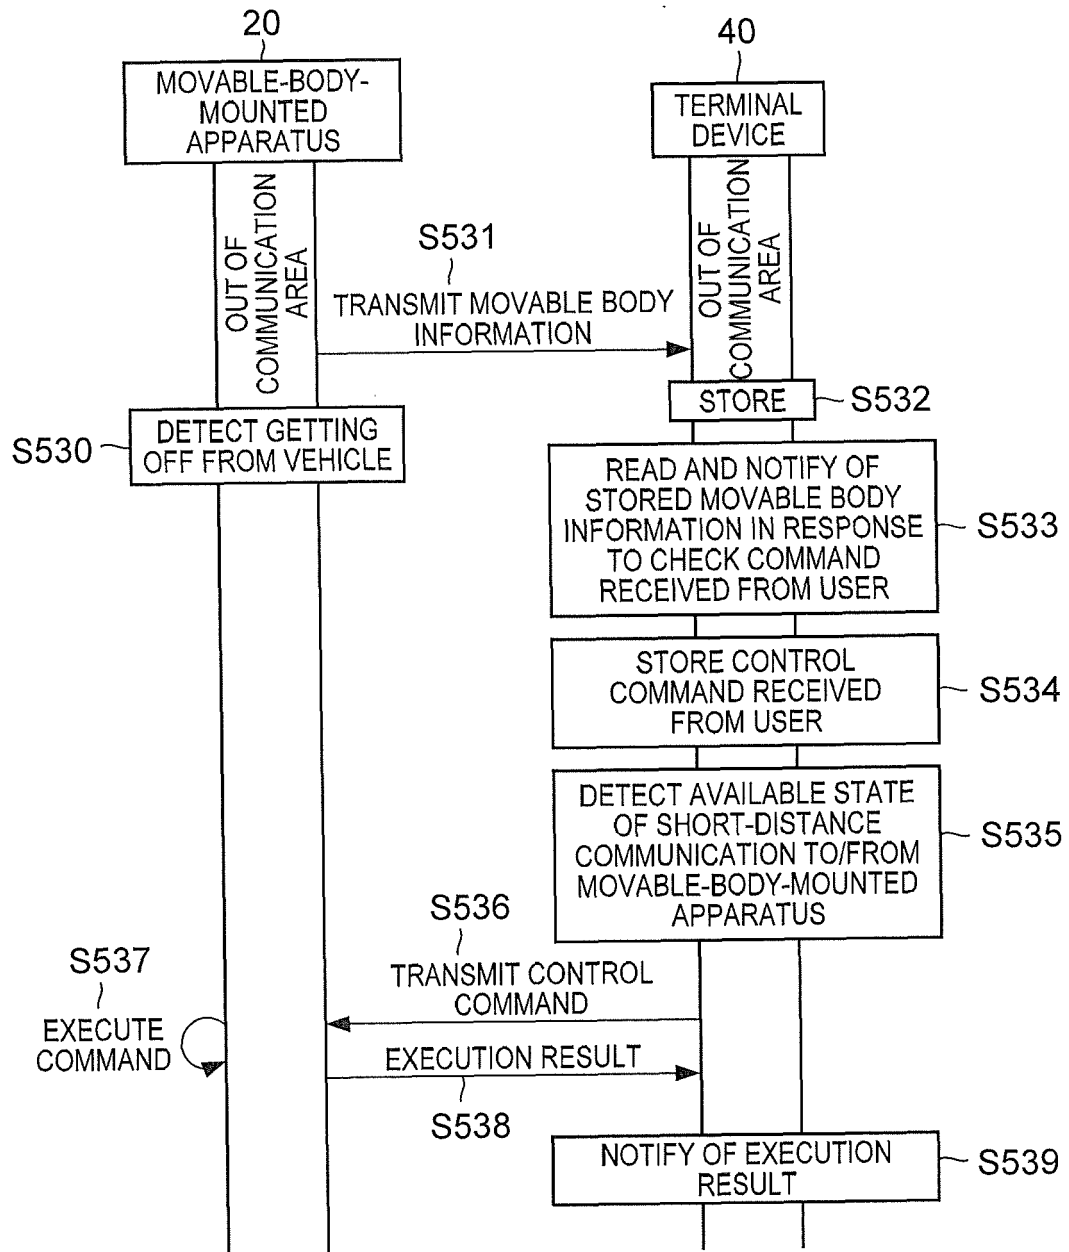 20
MOVABLE-BODY-
MOUNTED
APPARATUS
40
TERMINAL
DEVICE
OUT OF
COMMUNICATION
AREA
OUT OF
COMMUNICATION
AREA
S531
TRANSMIT MOVABLE BODY
INFORMATION
STORE
S532
S530
DETECT GETTING
OFF FROM VEHICLE
READ AND NOTIFY OF
STORED MOVABLE BODY
INFORMATION IN RESPONSE
TO CHECK COMMAND
RECEIVED FROM USER
S533
STORE CONTROL
COMMAND RECEIVED
FROM USER
S534
DETECT AVAILABLE STATE
OF SHORT-DISTANCE
COMMUNICATION TO/FROM
MOVABLE-BODY-MOUNTED
APPARATUS
S535
S536
TRANSMIT CONTROL
COMMAND
S537
EXECUTE
COMMAND
EXECUTION RESULT
S538
NOTIFY OF EXECUTION
RESULT
S539